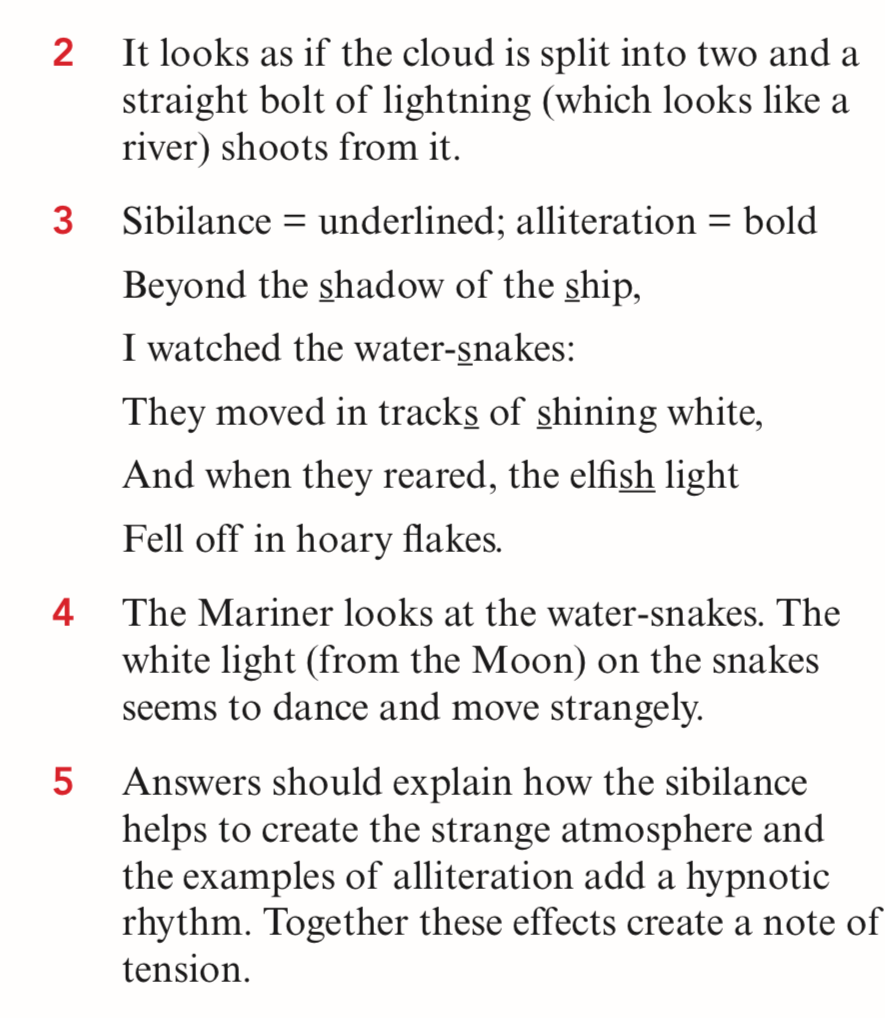 2 It looks as if the cloud is split into two and a
straight bolt of lightning (which looks like a
river) shoots from it.
3 Sibilance = underlined; alliteration = bold
Beyond the shadow of the ship,
I watched the water-snakes:
They moved in tracks of shining white,
And when they reared, the elfish light
Fell off in hoary flakes.
4 The Mariner looks at the water-snakes. The
white light (from the Moon) on the snakes
seems to dance and move strangely.
5 Answers should explain how the sibilance
helps to create the strange atmosphere and
the examples of alliteration add a hypnotic
rhythm. Together these effects create a note of
tension.